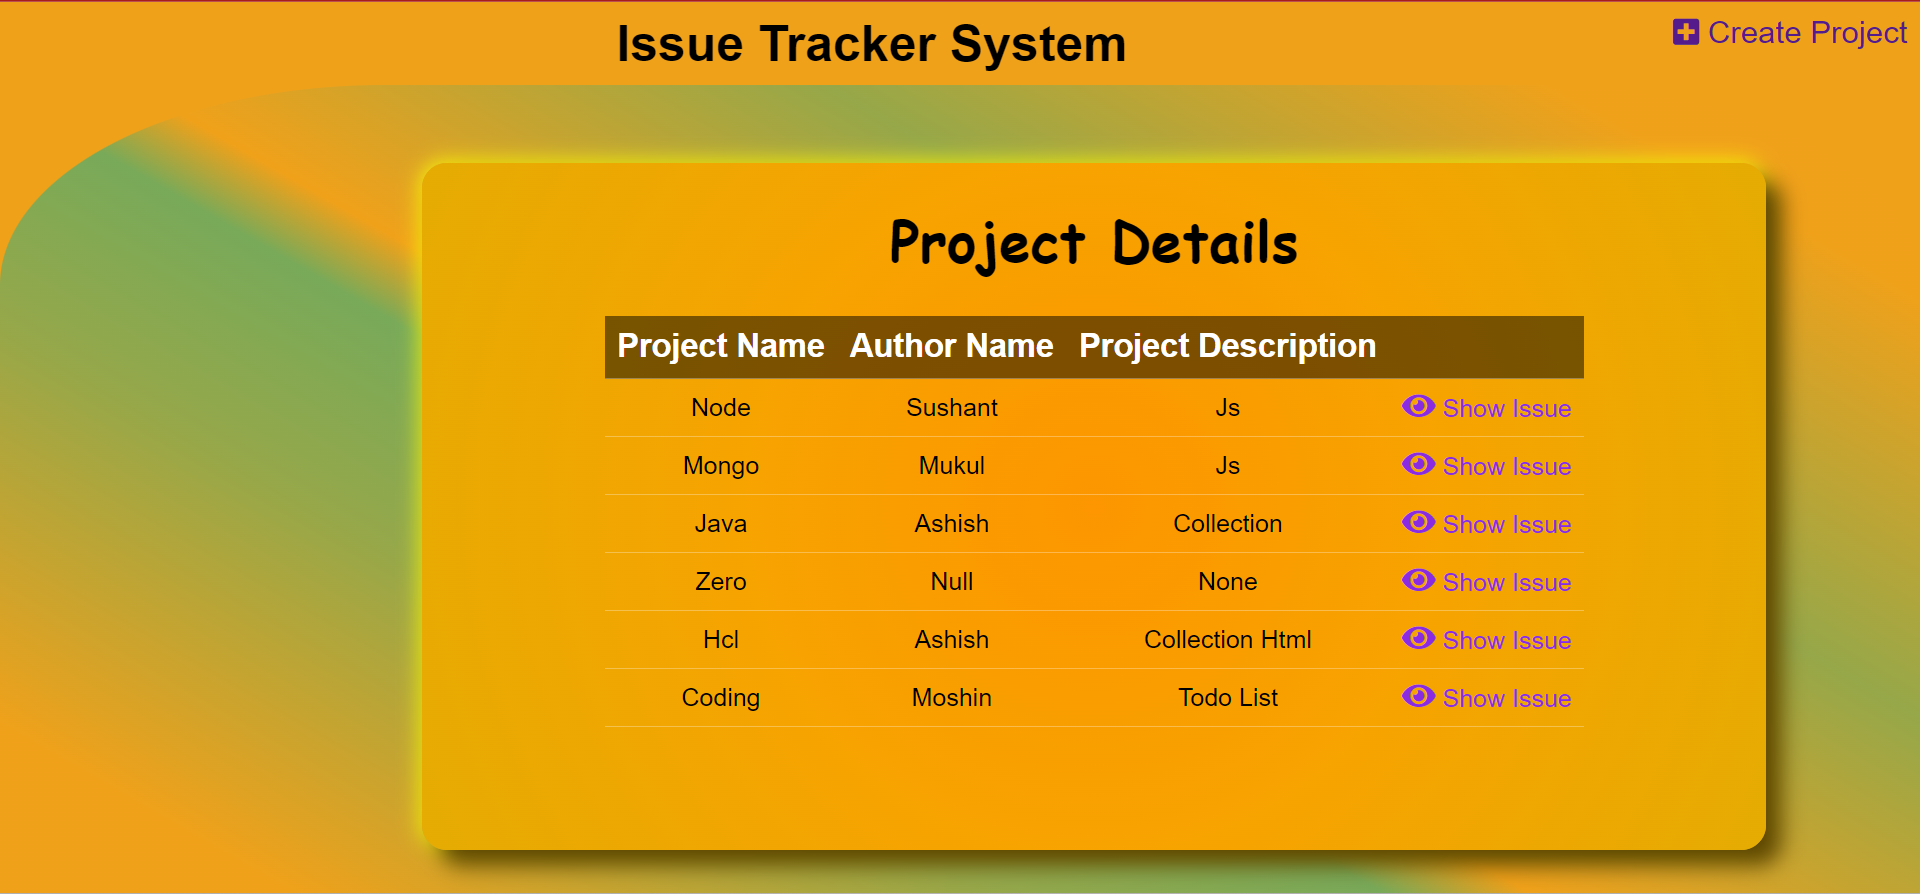 Issue Tracker System
Create Project
Project Details
Project Name Author Name Project Description
Node Sushant Js Show Issue
Mongo Mukul Js Show Issue
Java Ashish Collection Show Issue
Zero Null None Show Issue
Hcl Ashish Collection Html Show Issue
Coding Moshin Todo List Show Issue